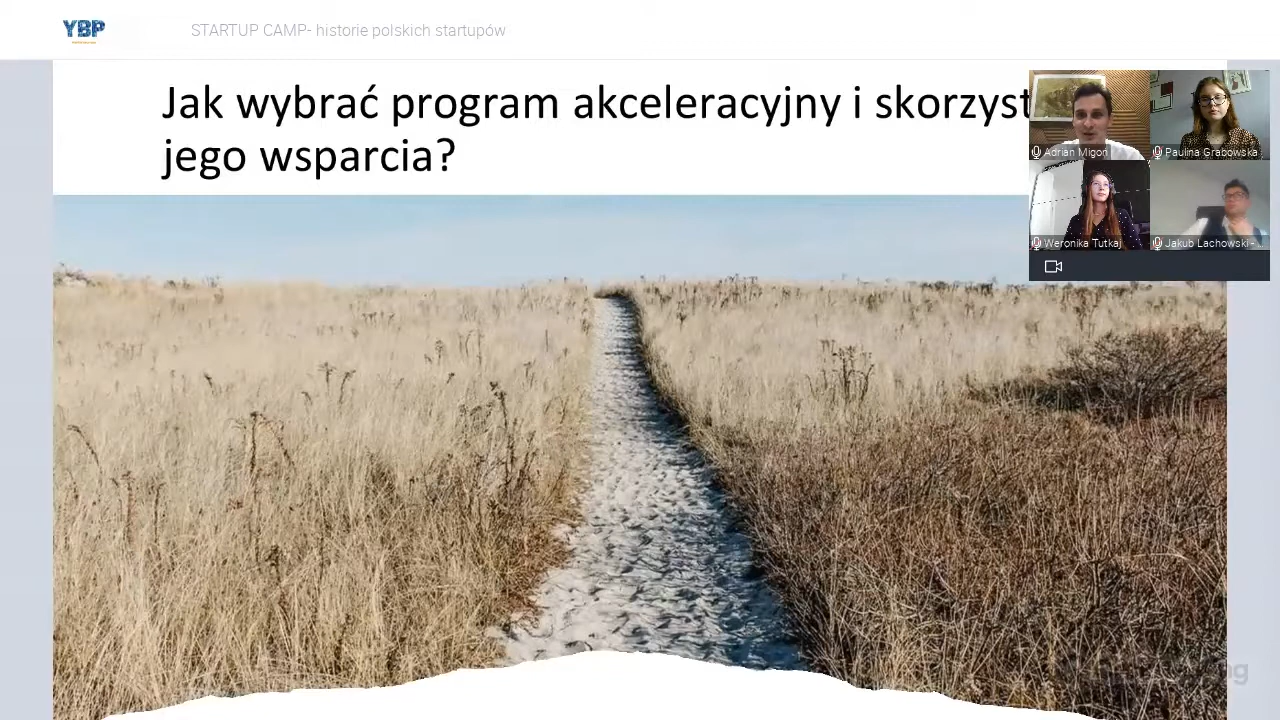 YBP
STARTUP CAMP- historie polskich startupów
Jak wybrać program akceleracyjny i skorzyst
jego wsparcia?
Adrian Migoń
Paulina Grabowska
Weronika Tutkaj
Jakub Lachowski - ...